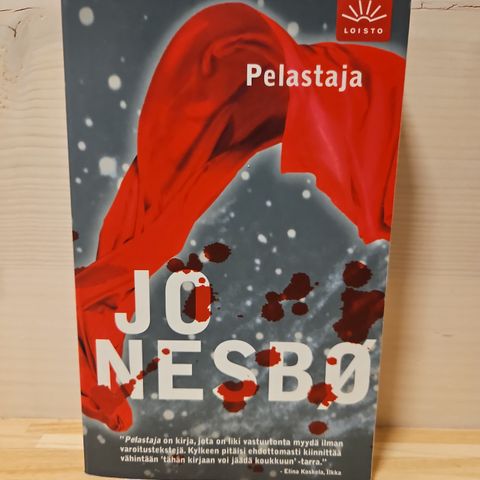 LOISTO
Pelastaja
JO
NESBØ
"Pelastaja on kirja, jota on liki vastuutonta myydä ilman
varoitustekstejä. Kylkeen pitäisi ehdottomasti kiinnittää
vähintään 'tähän kirjaan voi jäädä koukkuun' -tarra."
- Elina Koskela, Ilkka